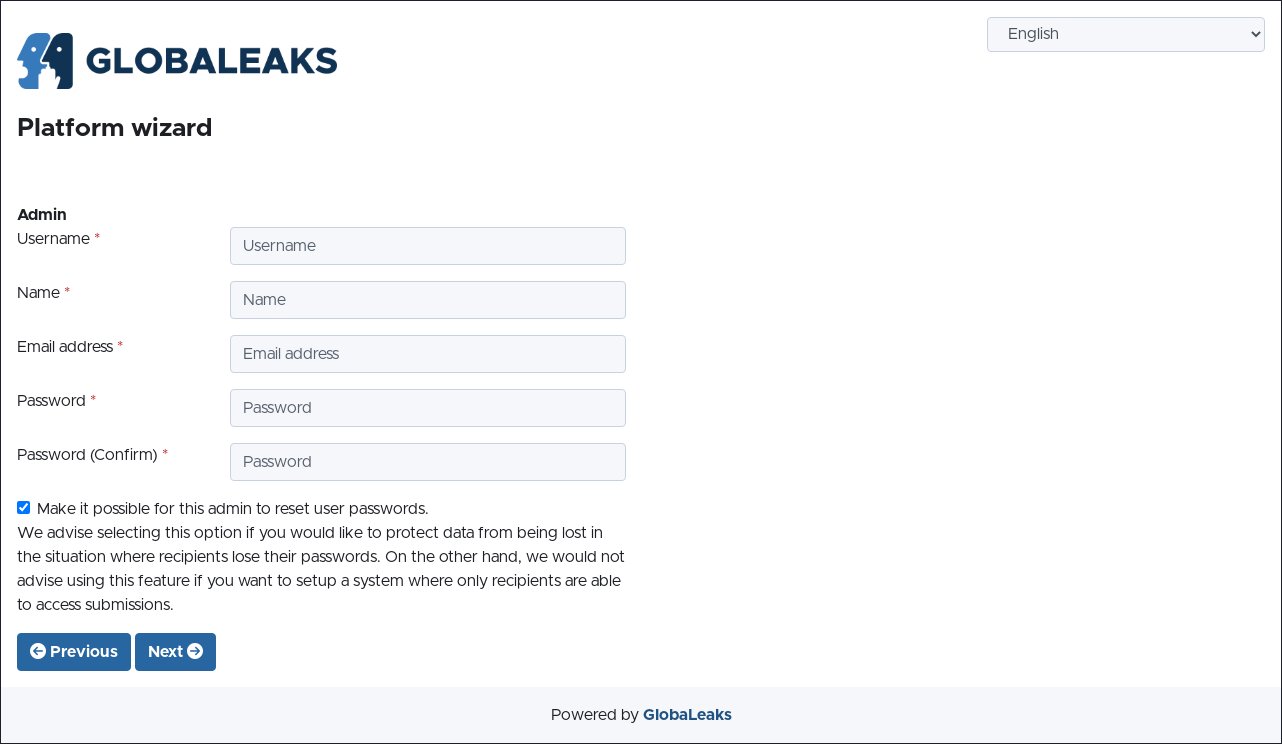 GLOBALEAKS
English
Platform wizard
Admin
Username *
Username
Name *
Name
Email address *
Email address
Password *
Password
Password (Confirm) *
Password
Make it possible for this admin to reset user passwords.
We advise selecting this option if you would like to protect data from being lost in
the situation where recipients lose their passwords. On the other hand, we would not
advise using this feature if you want to setup a system where only recipients are able
to access submissions.
Previous
Next
Powered by GlobaLeaks